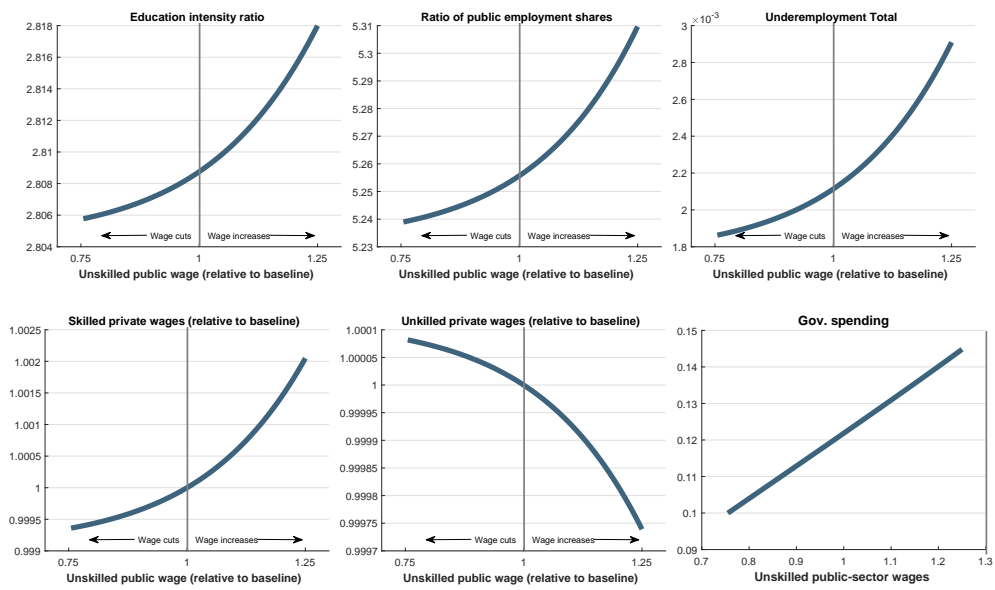 Education intensity ratio
2.818
2.816
2.814
2.812
2.81
2.808
2.806
2.804
Wage cuts Wage increases
0.75 1 1.25
Unskilled public wage (relative to baseline)
Ratio of public employment shares
5.31
5.3
5.29
5.28
5.27
5.26
5.25
5.24
5.23
Wage cuts Wage increases
0.75 1 1.25
Unskilled public wage (relative to baseline)
Underemployment Total
×10-3
3
2.8
2.6
2.4
2.2
2
1.8
Wage cuts Wage increases
0.75 1 1.25
Unskilled public wage (relative to baseline)
Skilled private wages (relative to baseline)
1.0025
1.002
1.0015
1.001
1.0005
1
0.9995
0.999
Wage cuts Wage increases
0.75 1 1.25
Unskilled public wage (relative to baseline)
Unkilled private wages (relative to baseline)
1.0001
1.00005
1
0.99995
0.9999
0.99985
0.9998
0.99975
0.9997
Wage cuts Wage increases
0.75 1 1.25
Unskilled public wage (relative to baseline)
Gov. spending
0.15
0.14
0.13
0.12
0.11
0.1
0.09
0.7 0.8 0.9 1 1.1 1.2 1.3
Unskilled public-sector wages